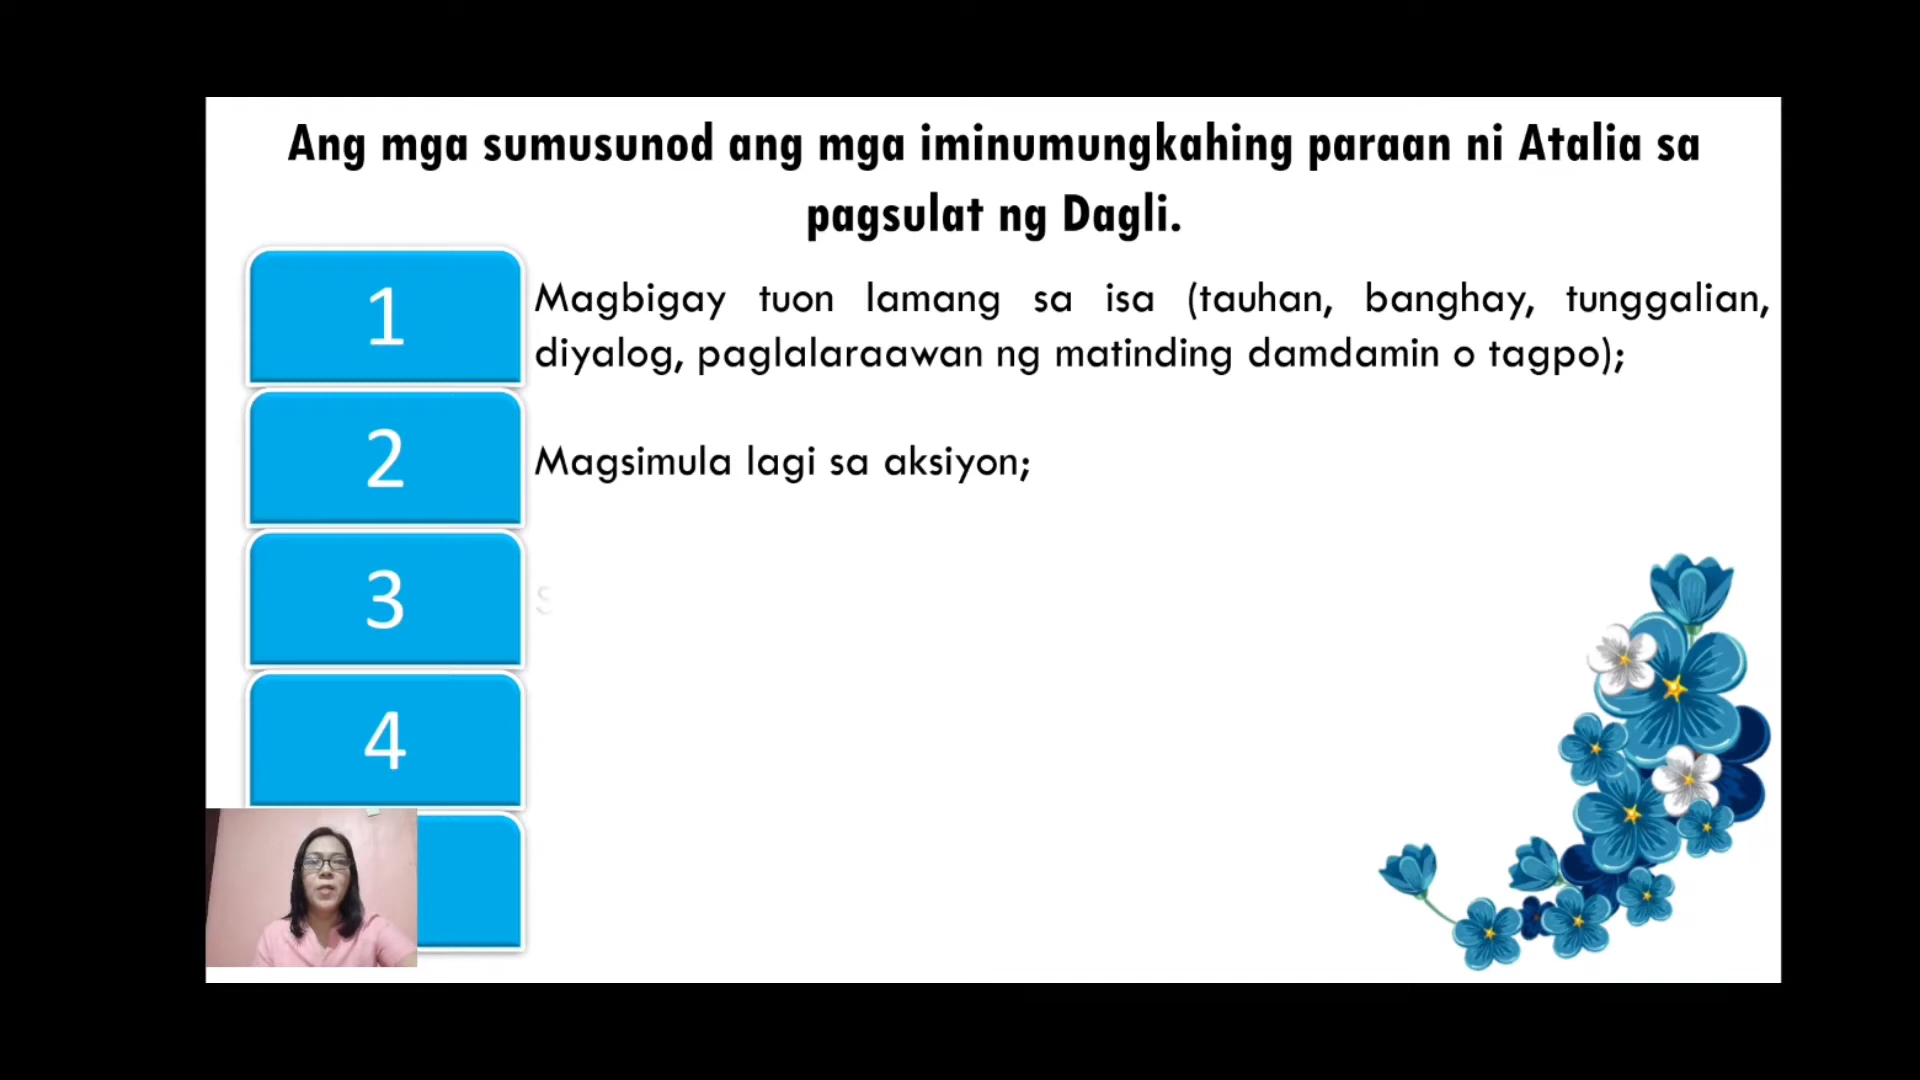 Ang mga sumusunod ang mga iminumungkahing paraan ni Atalia sa
pagsulat ng Dagli.
1
Magbigay tuon lamang sa isa (tauhan, banghay, tunggalian,
diyalog, paglalaraawan ng matinding damdamin o tagpo);
2
Magsimula lagi sa aksiyon;
3
S
4